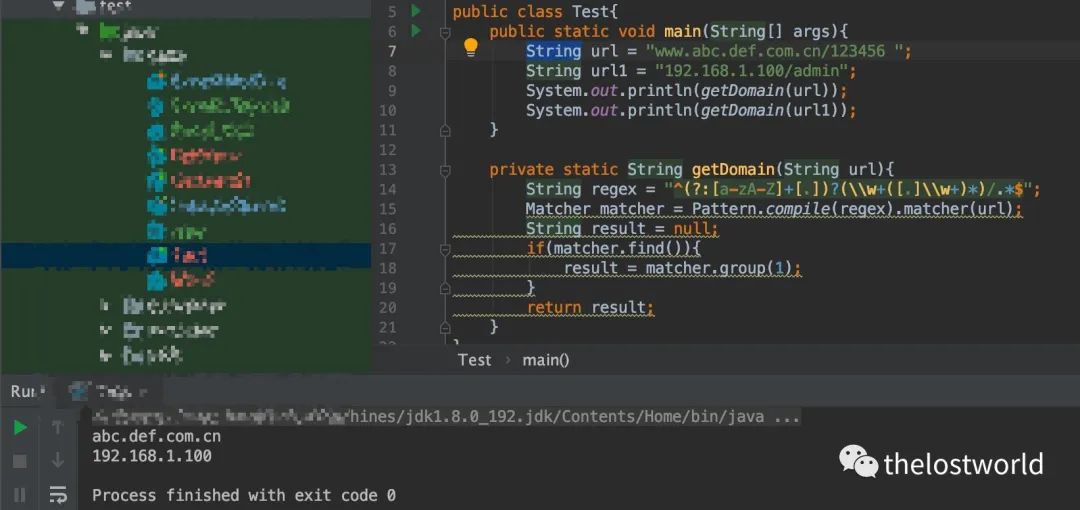 test
5 public class Test{
6 public static void main(String[] args){
7 String url = "www.abc.def.com.cn/123456 ";
8 String url1 = "192.168.1.100/admin";
9 System.out.println(getDomain(url));
10 System.out.println(getDomain(url1));
11 }
12
13 private static String getDomain(String url){
14 String regex = "^(?:[a-zA-Z]+[.])?(\\w+([.]\\w+)*)/.*$";
15 Matcher matcher = Pattern.compile(regex).matcher(url);
16 String result = null;
17 if(matcher.find()){
18 result = matcher.group(1);
19 }
20 return result;
21 }
Test › main()
Run
hines/jdk1.8.0_192.jdk/Contents/Home/bin/java ...
abc.def.com.cn
192.168.1.100
Process finished with exit code 0
thelostworld